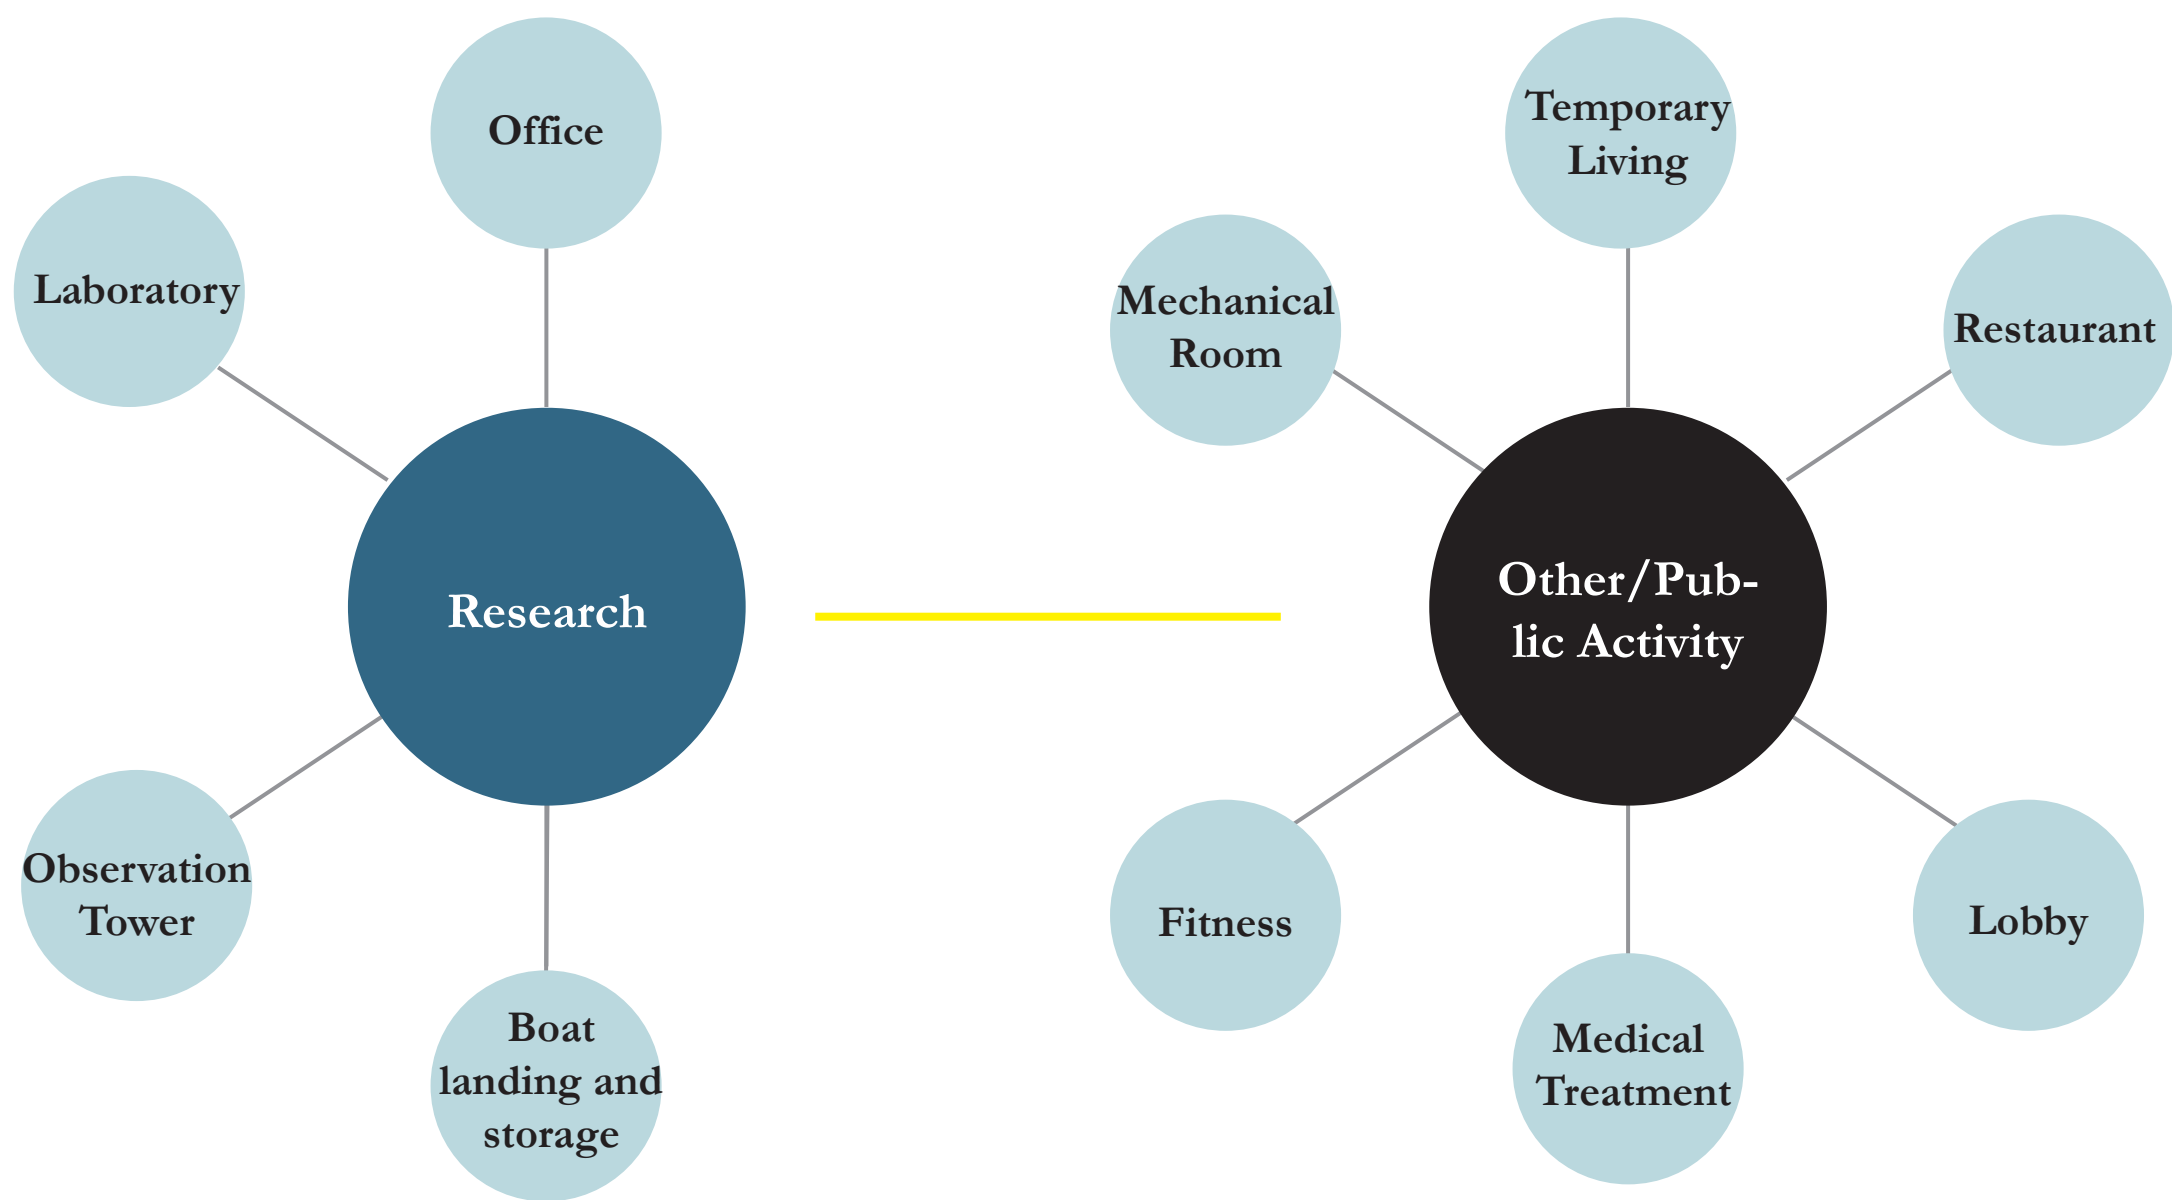 Office
Laboratory
Research
Observation
Tower
Boat
landing and
storage
Temporary
Living
Mechanical
Room
Restaurant
Other/Pub-
lic Activity
Fitness
Lobby
Medical
Treatment